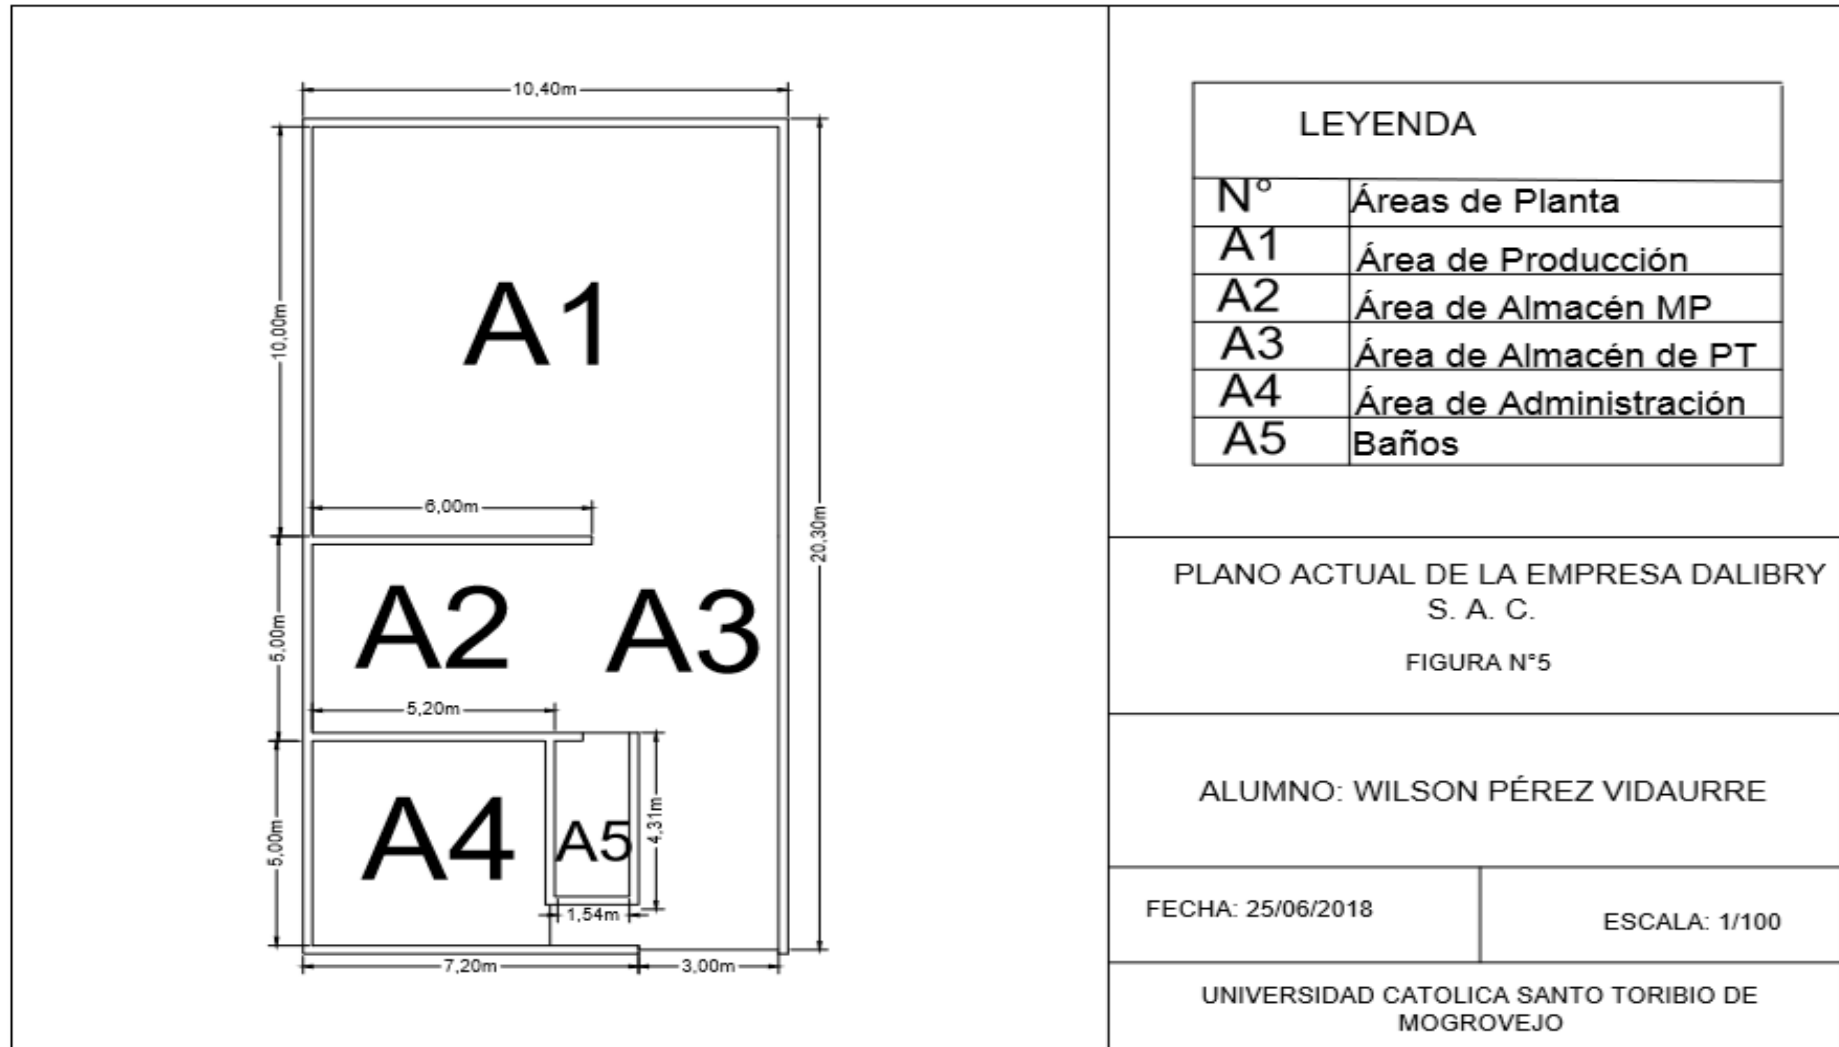 10,40m
10,00m
A1
6,00m
20,30m
5,00m
A2
A3
5,20m
5,00m
A4
A5
4,31m
1,54m
7,20m
3,00m
LEYENDA
N° Áreas de Planta
A1 Área de Producción
A2 Área de Almacén MP
A3 Área de Almacén de PT
A4 Área de Administración
A5 Baños
PLANO ACTUAL DE LA EMPRESA DALIBRY
S. A. C.
FIGURA N°5
ALUMNO: WILSON PÉREZ VIDAURRE
FECHA: 25/06/2018
ESCALA: 1/100
UNIVERSIDAD CATOLICA SANTO TORIBIO DE
MOGROVEJO